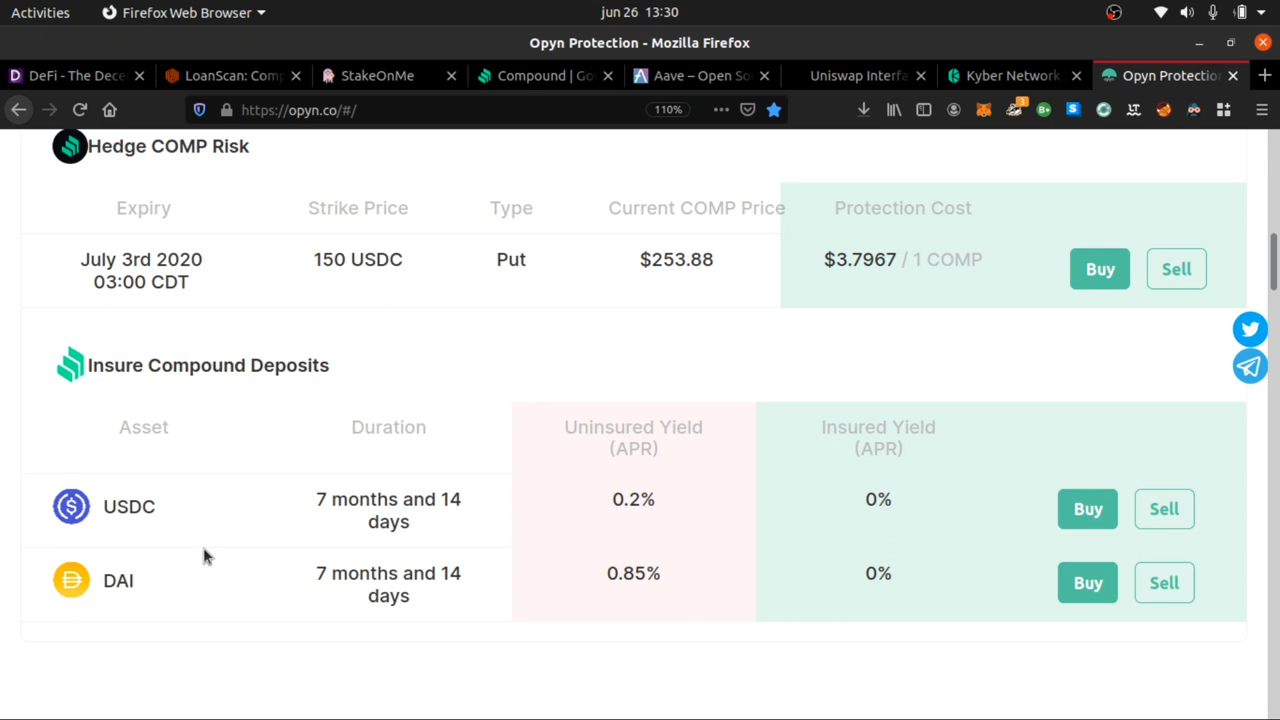 Activities Firefox Web Browser jun 26 13:30
Opyn Protection - Mozilla Firefox
DeFi - The Dece LoanScan: Comp StakeOnMe Compound | Go Aave – Open So Uniswap Interfa Kyber Network Opyn Protectio
https://opyn.co/#/ 110% 3
Hedge COMP Risk
Expiry Strike Price Type Current COMP Price Protection Cost
July 3rd 2020 150 USDC Put $253.88 $3.7967 / 1 COMP Buy Sell
03:00 CDT
Insure Compound Deposits
Asset Duration Uninsured Yield Insured Yield
(APR) (APR)
USDC 7 months and 14 0.2% 0% Buy Sell
days
DAI 7 months and 14 0.85% 0% Buy Sell
days